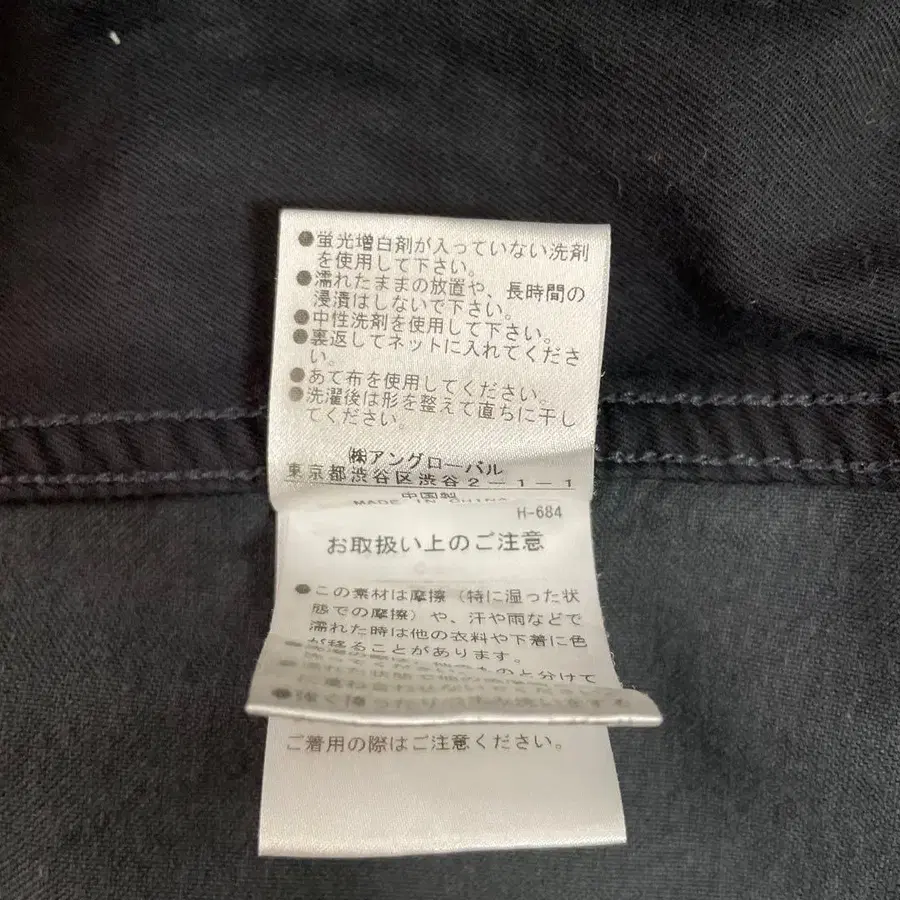 ●蛍光増白剤が入っていない洗剤
を使用して下さい。
●濡れたままの放置や、長時間の
浸漬はしないで下さい。
●中性洗剤を使用して下さい。
●裏返してネットに入れてくださ
い。
●あて布を使用してください。
●洗濯後は形を整えて直ちに干し
てください。
㈱アングローバル
東京都渋谷区渋谷2-1-1
中国製
MADE IN CHINA
H-684
お取扱い上のご注意
●この素材は摩擦(特に湿った状
態での摩擦)や、汗や雨などで
濡れた時は他の衣料や下着に色
が移ることがあります。
ものと分けて
ご着用の際はご注意ください。